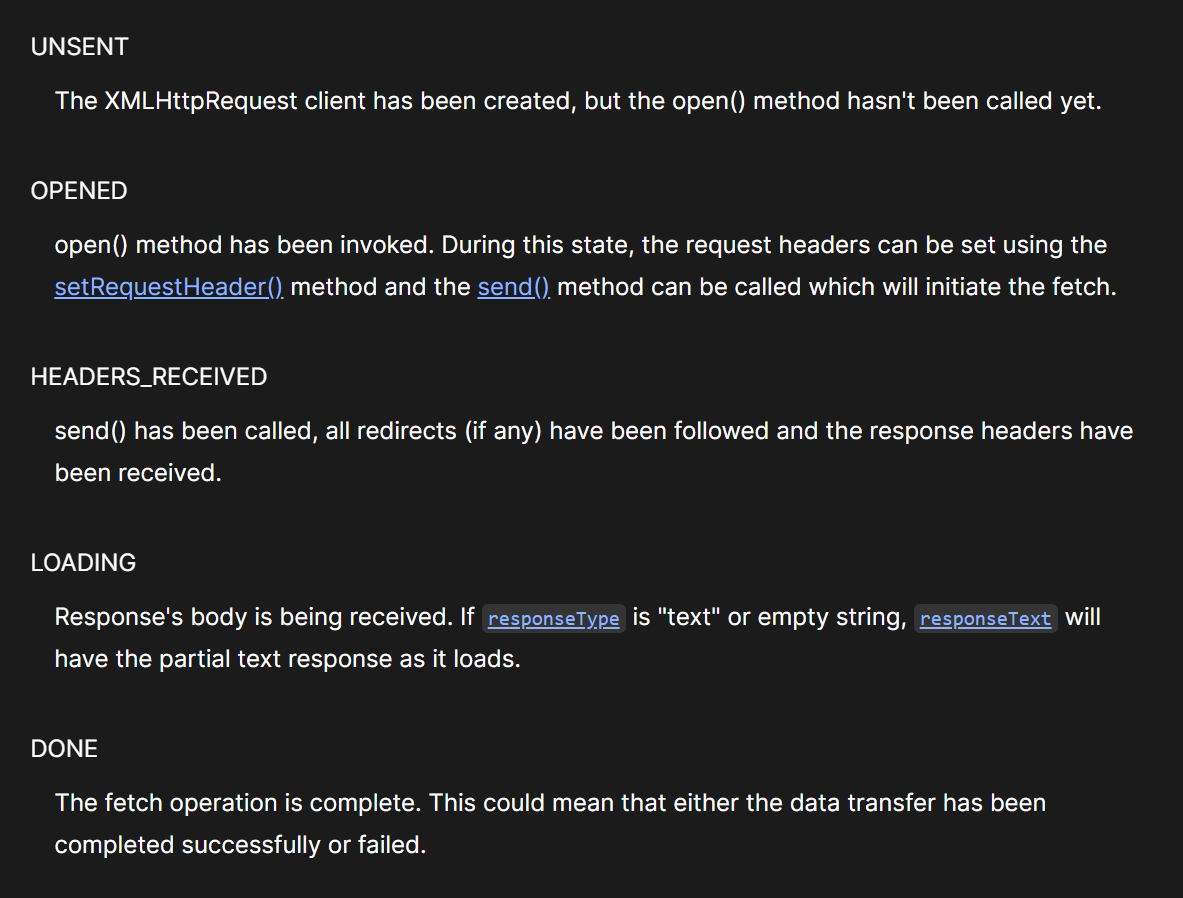 UNSENT
The XMLHttpRequest client has been created, but the open() method hasn't been called yet.
OPENED
open() method has been invoked. During this state, the request headers can be set using the
setRequestHeader() method and the send() method can be called which will initiate the fetch.
HEADERS_RECEIVED
send() has been called, all redirects (if any) have been followed and the response headers have
been received.
LOADING
Response's body is being received. If responseType is "text" or empty string, responseText will
have the partial text response as it loads.
DONE
The fetch operation is complete. This could mean that either the data transfer has been
completed successfully or failed.